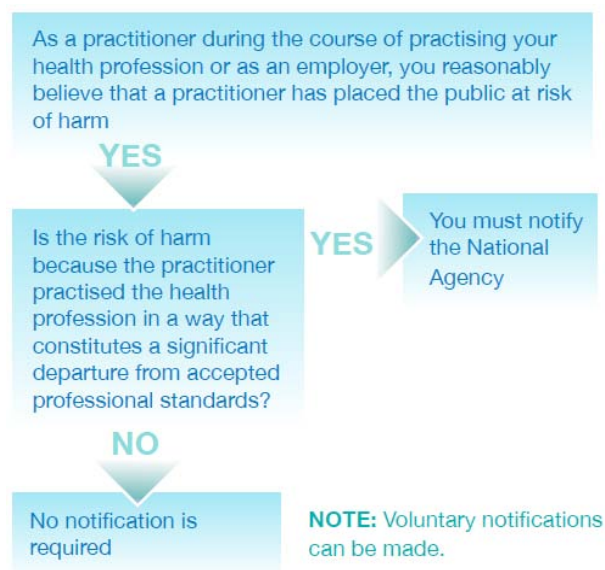 As a practitioner during the course of practising your
health profession or as an employer, you reasonably
believe that a practitioner has placed the public at risk
of harm
YES
Is the risk of harm
because the practitioner
practised the health
profession in a way that
constitutes a significant
departure from accepted
professional standards?
YES
You must notify
the National
Agency
NO
No notification is
required
NOTE: Voluntary notifications
can be made.